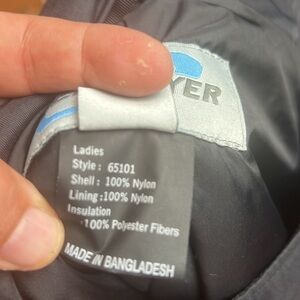 YER
Ladies
Style : 65101
Shell : 100% Nylon
Lining :100% Nylon
Insulation
:100% Polyester Fibers
MADE IN BANGLADESH